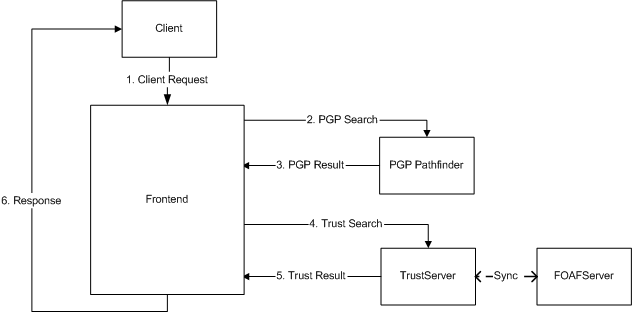 Client
1. Client Request
2. PGP Search
3. PGP Result
PGP Pathfinder
6. Response
Frontend
4. Trust Search
5. Trust Result
TrustServer
Sync
FOAFServer